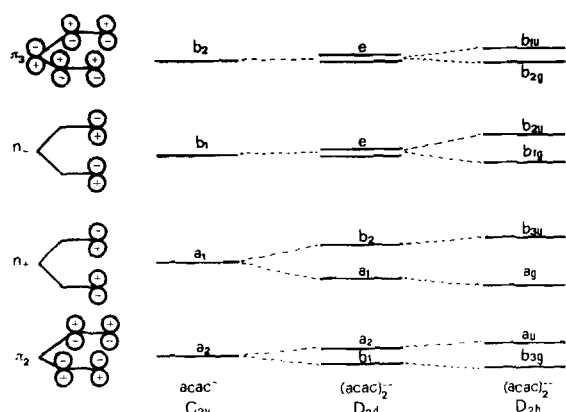 π₃ b₂ e b₁ᵤ
b₂g
n₋ b₁ e b₂ᵤ
b₁g
n₊ a₁ b₂ b₃ᵤ
a₁ a_g
π₂ a₂ a₂ aᵤ
b₁ b₃g
acac⁻ (acac)₂⁻⁻ (acac)₂⁻⁻
C₂ᵥ D₂d D₂h